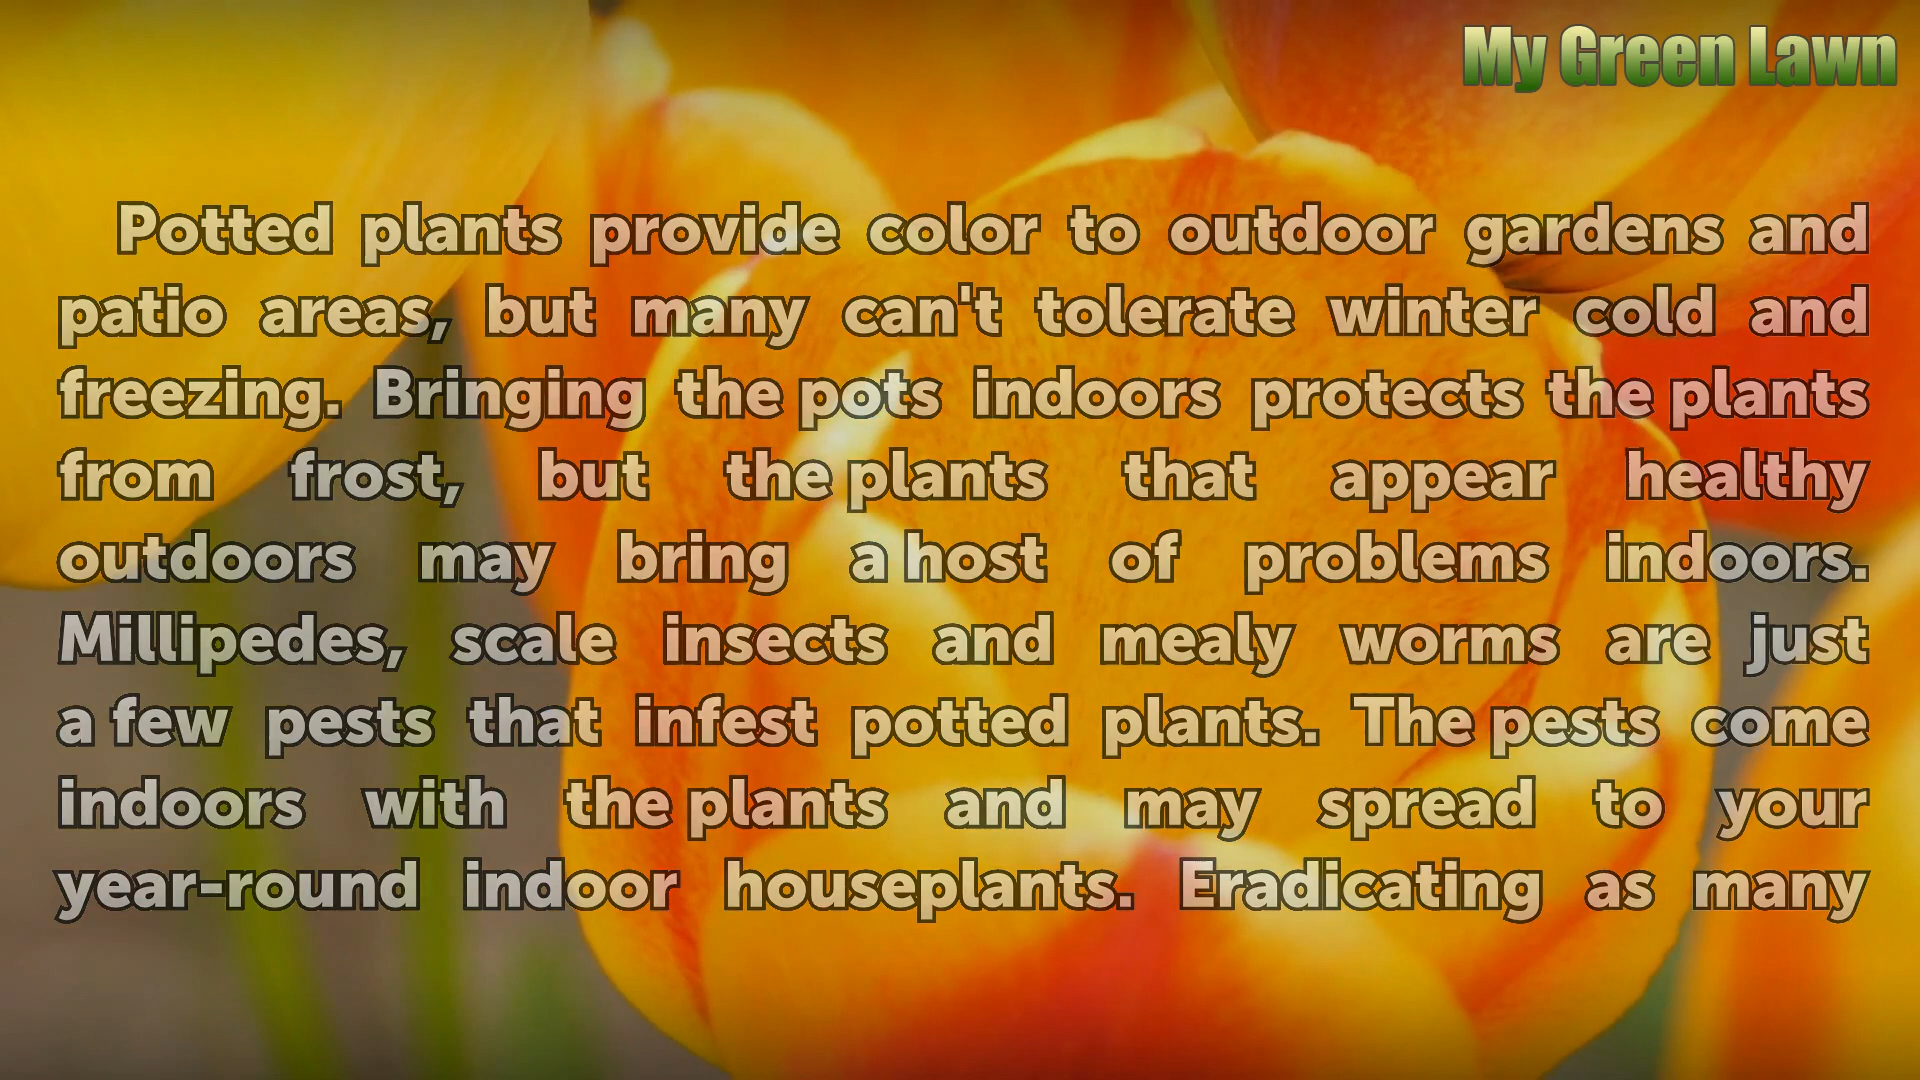 My Green Lawn
Potted plants provide color to outdoor gardens and
patio areas, but many can't tolerate winter cold and
freezing. Bringing the pots indoors protects the plants
from frost, but the plants that appear healthy
outdoors may bring a host of problems indoors.
Millipedes, scale insects and mealy worms are just
a few pests that infest potted plants. The pests come
indoors with the plants and may spread to your
year-round indoor houseplants. Eradicating as many